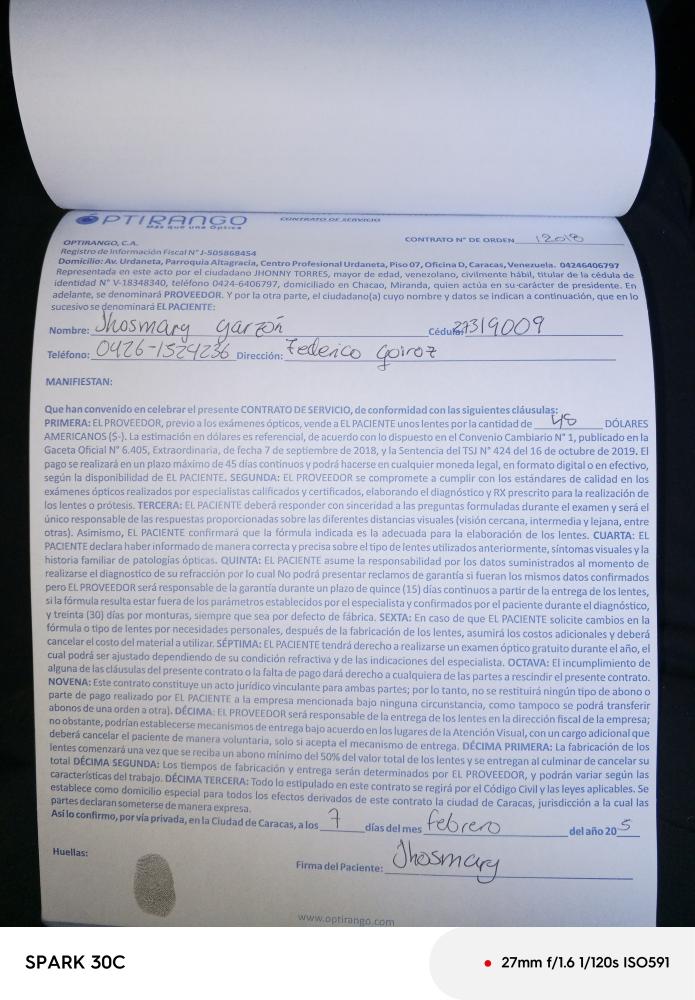 OPTIRANGO
Más que una Óptica
CONTRATO DE SERVICIO
OPTIRANGO, C.A.
CONTRATO N° DE ORDEN 12018
Registro de Información Fiscal N° J-505868454
Domicilio: Av. Urdaneta, Parroquia Altagracia, Centro Profesional Urdaneta, Piso 07, Oficina D, Caracas, Venezuela. 04246406797
Representada en este acto por el ciudadano JHONNY TORRES, mayor de edad, venezolano, civilmente hábil, titular de la cédula de
identidad N° V-18348340, teléfono 0424-6406797, domiciliado en Chacao, Miranda, quien actúa en su carácter de presidente. En
adelante, se denominará PROVEEDOR. Y por la otra parte, el ciudadano(a) cuyo nombre y datos se indican a continuación, que en lo
sucesivo se denominará EL PACIENTE:
Nombre: Jhosmary garzón Cédula: 27319009
Teléfono: 0426-1524236 Dirección: Federico Qoiroz
MANIFIESTAN:
Que han convenido en celebrar el presente CONTRATO DE SERVICIO, de conformidad con las siguientes cláusulas:
PRIMERA: EL PROVEEDOR, previo a los exámenes ópticos, vende a EL PACIENTE unos lentes por la cantidad de 45 DÓLARES
AMERICANOS ($-). La estimación en dólares es referencial, de acuerdo con lo dispuesto en el Convenio Cambiario N° 1, publicado en la
Gaceta Oficial N° 6.405, Extraordinaria, de fecha 7 de septiembre de 2018, y la Sentencia del TSJ N° 424 del 16 de octubre de 2019. El
pago se realizará en un plazo máximo de 45 días continuos y podrá hacerse en cualquier moneda legal, en formato digital o en efectivo,
según la disponibilidad de EL PACIENTE. SEGUNDA: EL PROVEEDOR se compromete a cumplir con los estándares de calidad en los
exámenes ópticos realizados por especialistas calificados y certificados, elaborando el diagnóstico y RX prescrito para la realización de
los lentes o prótesis. TERCERA: EL PACIENTE deberá responder con sinceridad a las preguntas formuladas durante el examen y será el
único responsable de las respuestas proporcionadas sobre las diferentes distancias visuales (visión cercana, intermedia y lejana, entre
otras). Asimismo, EL PACIENTE confirmará que la fórmula indicada es la adecuada para la elaboración de los lentes. CUARTA: EL
PACIENTE declara haber informado de manera correcta y precisa sobre el tipo de lentes utilizados anteriormente, síntomas visuales y la
historia familiar de patologías ópticas. QUINTA: EL PACIENTE asume la responsabilidad por los datos suministrados al momento de
realizarse el diagnostico de su refracción por lo cual No podrá presentar reclamos de garantía si fueran los mismos datos confirmados
pero EL PROVEEDOR será responsable de la garantía durante un plazo de quince (15) días continuos a partir de la entrega de los lentes,
si la fórmula resulta estar fuera de los parámetros establecidos por el especialista y confirmados por el paciente durante el diagnóstico,
y treinta (30) días por monturas, siempre que sea por defecto de fábrica. SEXTA: En caso de que EL PACIENTE solicite cambios en la
fórmula o tipo de lentes por necesidades personales, después de la fabricación de los lentes, asumirá los costos adicionales y deberá
cancelar el costo del material a utilizar. SÉPTIMA: EL PACIENTE tendrá derecho a realizarse un examen óptico gratuito durante el año, el
cual podrá ser ajustado dependiendo de su condición refractiva y de las indicaciones del especialista. OCTAVA: El incumplimiento de
alguna de las cláusulas del presente contrato o la falta de pago dará derecho a cualquiera de las partes a rescindir el presente contrato.
NOVENA: Este contrato constituye un acto jurídico vinculante para ambas partes; por lo tanto, no se restituirá ningún tipo de abono o
parte de pago realizado por EL PACIENTE a la empresa mencionada bajo ninguna circunstancia, como tampoco se podrá transferir
abonos de una orden a otra). DÉCIMA: EL PROVEEDOR será responsable de la entrega de los lentes en la dirección fiscal de la empresa;
no obstante, podrían establecerse mecanismos de entrega bajo acuerdo en los lugares de la Atención Visual, con un cargo adicional que
deberá cancelar el paciente de manera voluntaria, solo si acepta el mecanismo de entrega. DÉCIMA PRIMERA: La fabricación de los
lentes comenzará una vez que se reciba un abono mínimo del 50% del valor total de los lentes y se entregan al culminar de cancelar su
total DÉCIMA SEGUNDA: Los tiempos de fabricación y entrega serán determinados por EL PROVEEDOR, y podrán variar según las
características del trabajo. DÉCIMA TERCERA: Todo lo estipulado en este contrato se regirá por el Código Civil y las leyes aplicables. Se
establece como domicilio especial para todos los efectos derivados de este contrato la ciudad de Caracas, jurisdicción a la cual las
partes declaran someterse de manera expresa.
Así lo confirmo, por vía privada, en la Ciudad de Caracas, a los 7 días del mes febrero del año 205
Huellas:
Firma del Paciente: Jhosmary
www.optirango.com
SPARK 30C
27mm f/1.6 1/120s ISO591